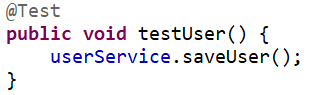 @Test
public void testUser() {
    userService.saveUser();
}